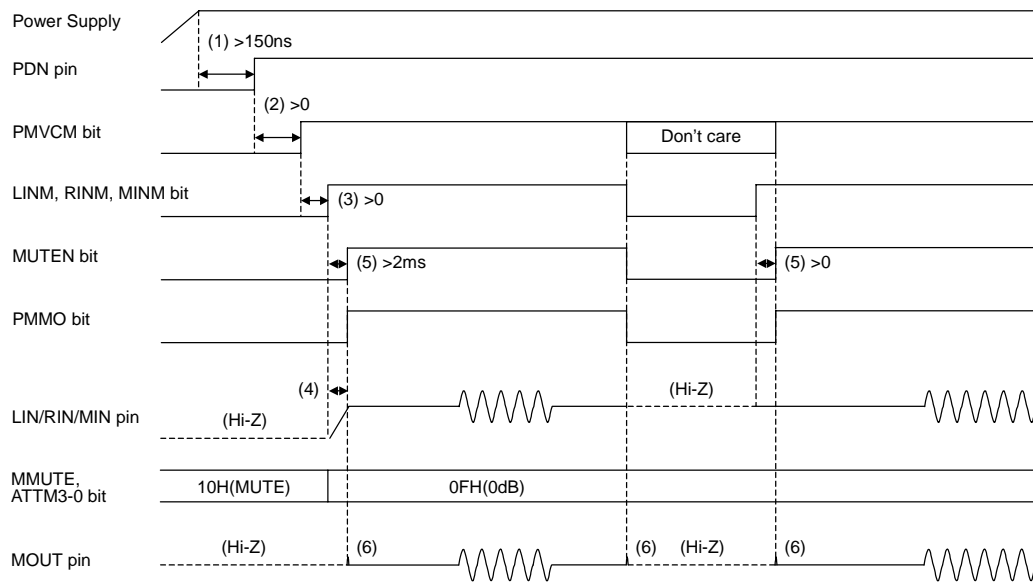 Power Supply
(1) >150ns
PDN pin
(2) >0
PMVCM bit
Don't care
LINM, RINM, MINM bit
(3) >0
MUTEN bit
(5) >2ms
(5) >0
PMMO bit
(4)
LIN/RIN/MIN pin
(Hi-Z)
(Hi-Z)
MMUTE,
ATTM3-0 bit
10H(MUTE)
0FH(0dB)
MOUT pin
(Hi-Z)
(6)
(6)
(Hi-Z)
(6)